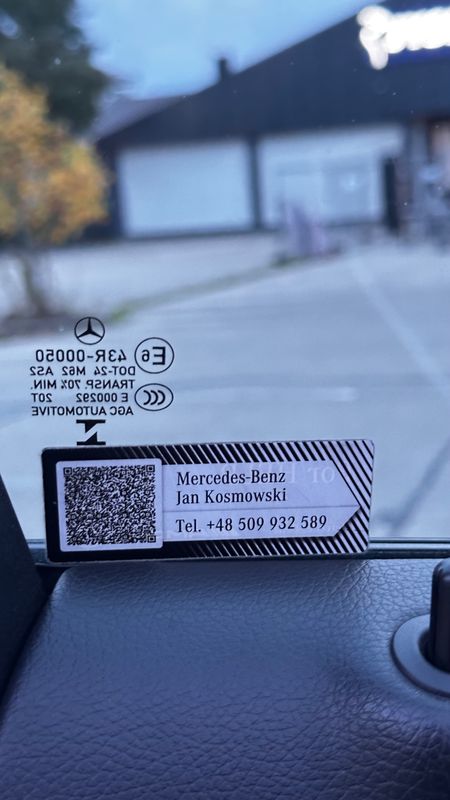 E6 43R-00050
DOT-24 M62 AS2
TRANSP. 70% MIN.
E 000292 20T
AGC AUTOMOTIVE
Mercedes-Benz
Jan Kosmowski
Tel. +48 509 932 589